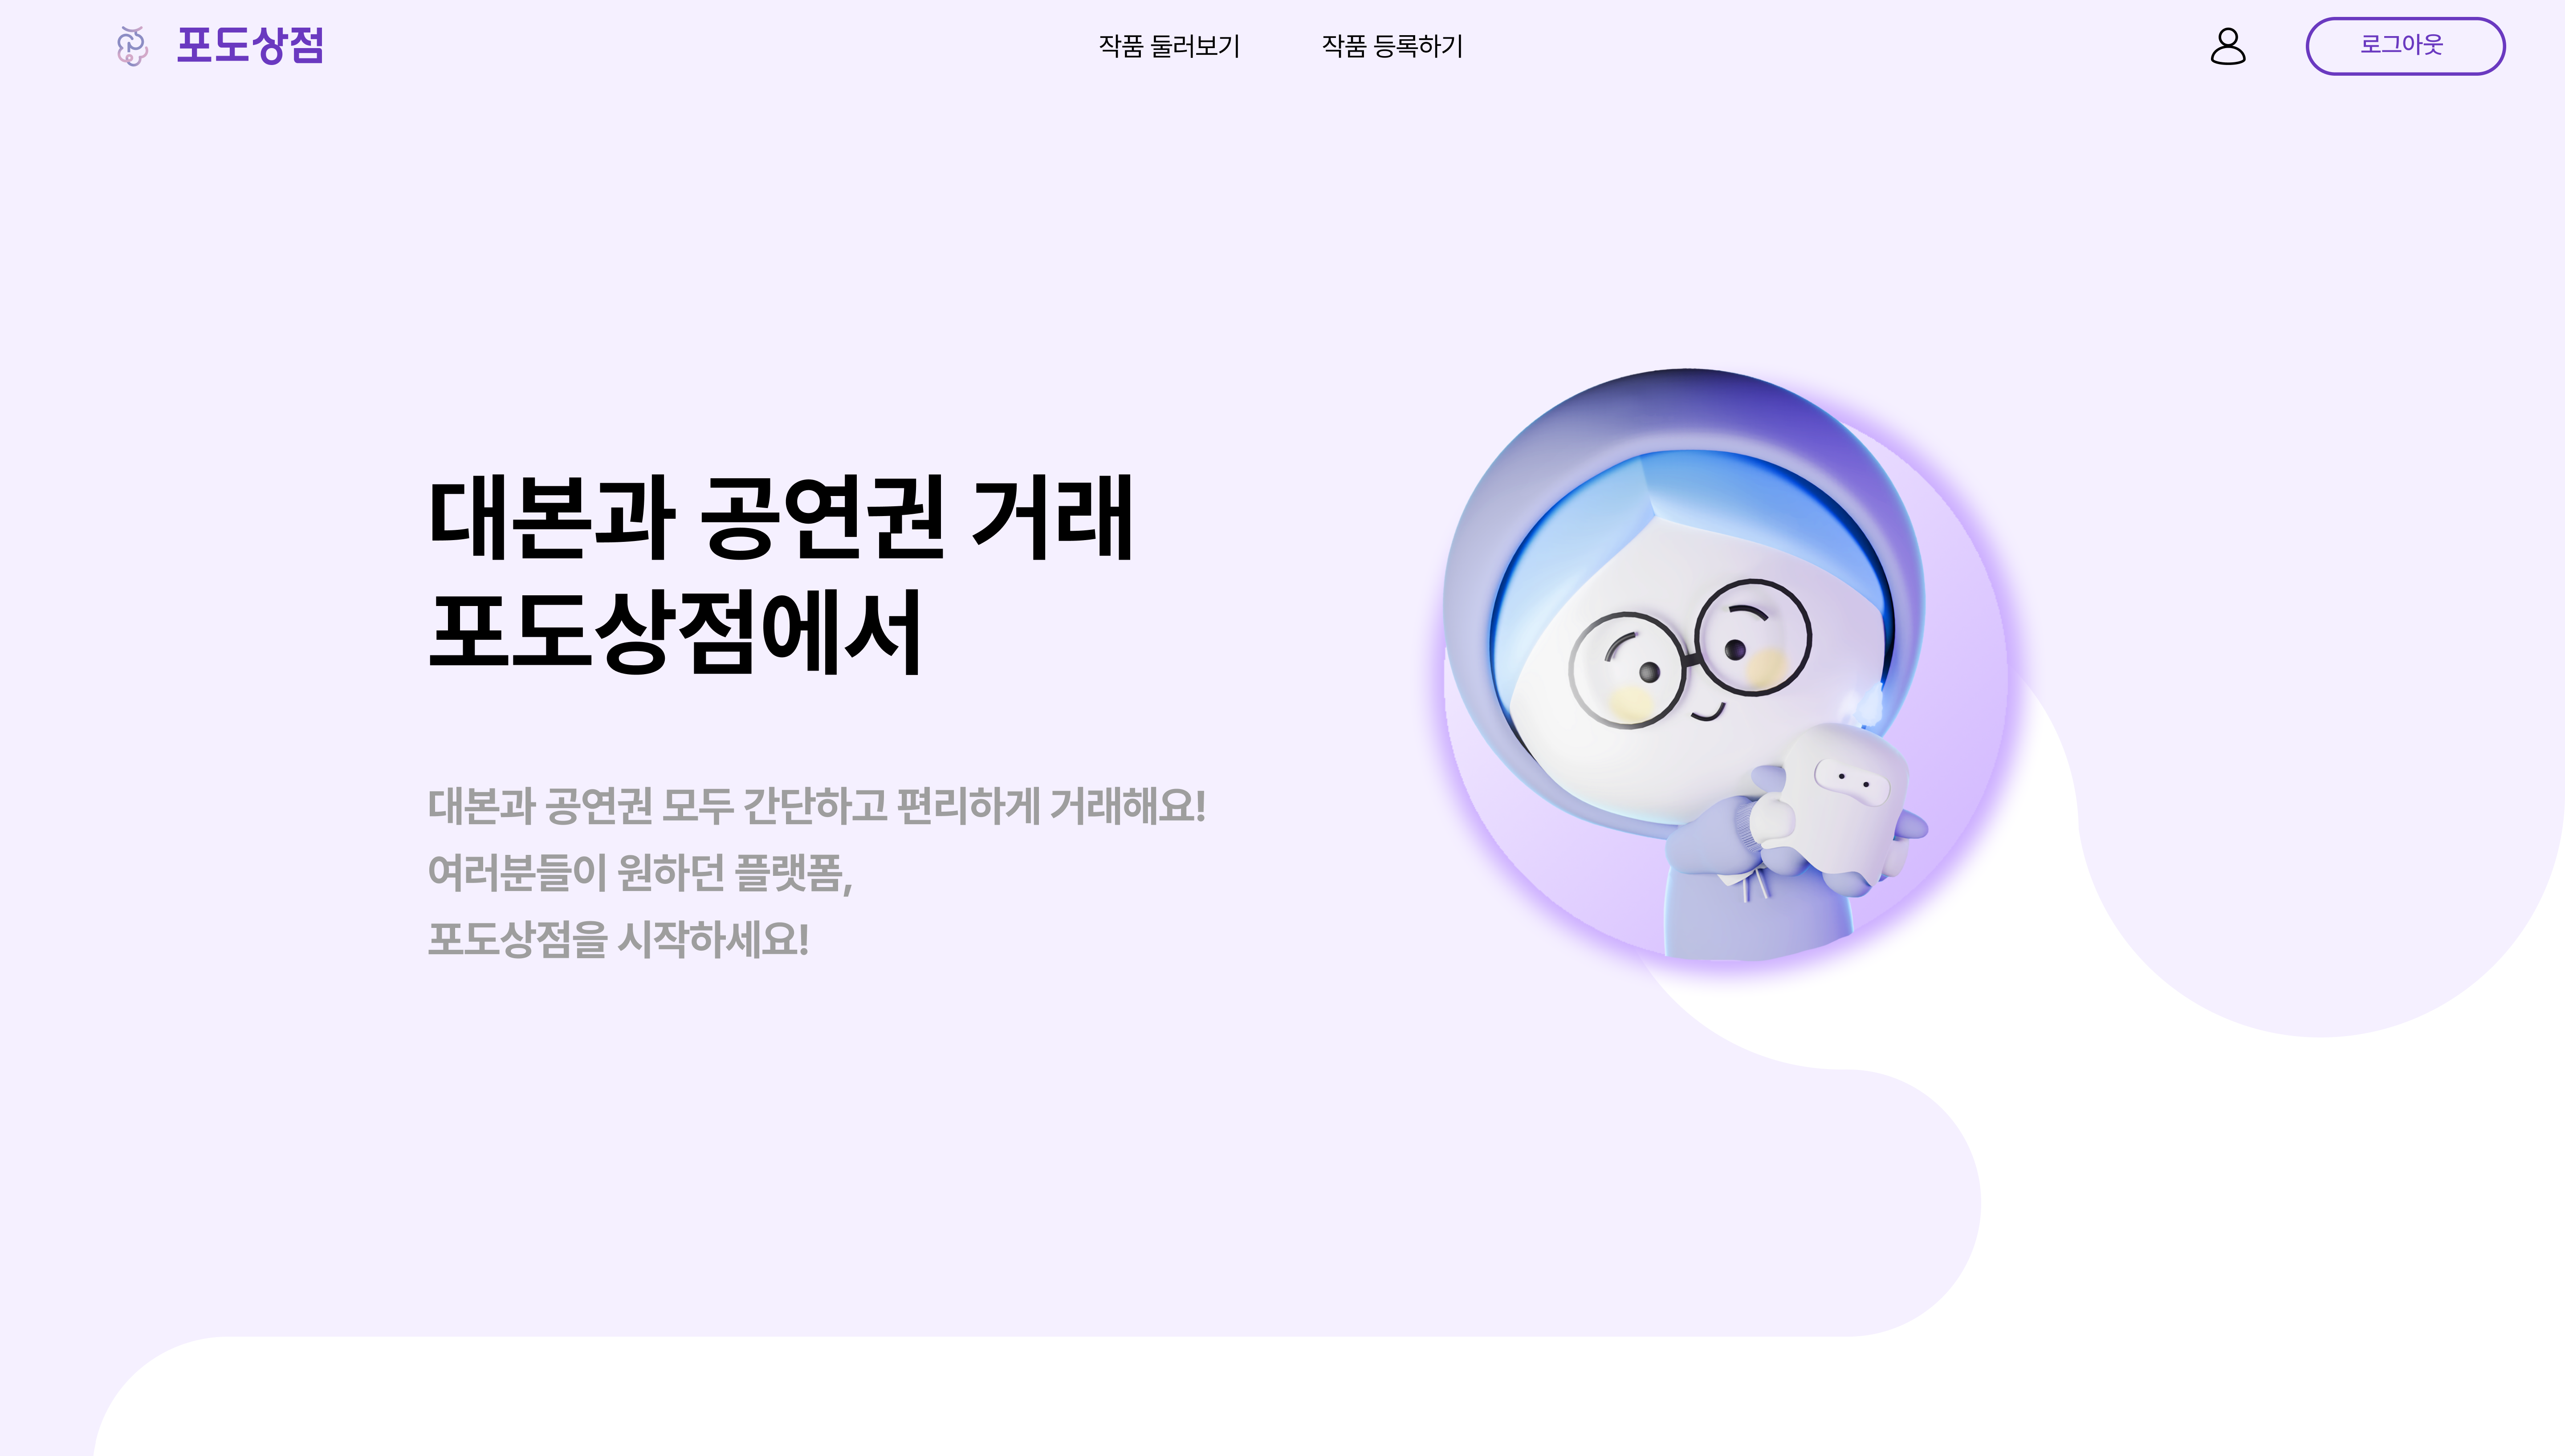 포도상점
작품 둘러보기
작품 등록하기
로그아웃
대본과 공연권 거래
포도상점에서
대본과 공연권 모두 간단하고 편리하게 거래해요!
여러분들이 원하던 플랫폼,
포도상점을 시작하세요!